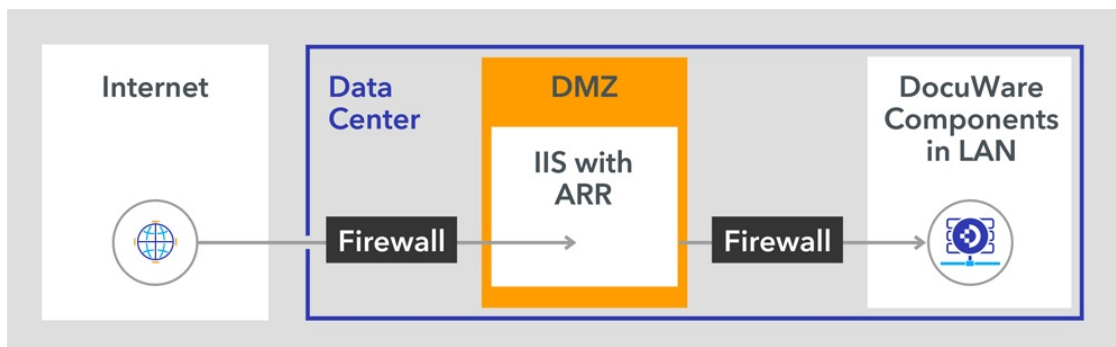 Internet
Data
Center
Firewall
DMZ
IIS with
ARR
Firewall
DocuWare
Components
in LAN